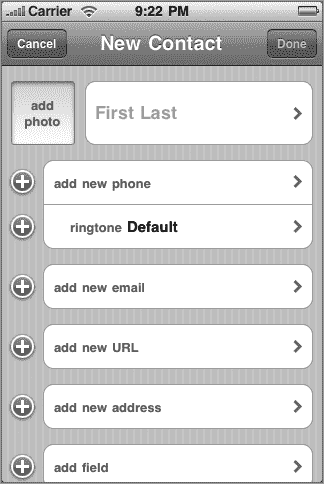 Carrier 9:22 PM
Cancel New Contact Done
add
photo
First Last
add new phone
ringtone Default
add new email
add new URL
add new address
add field